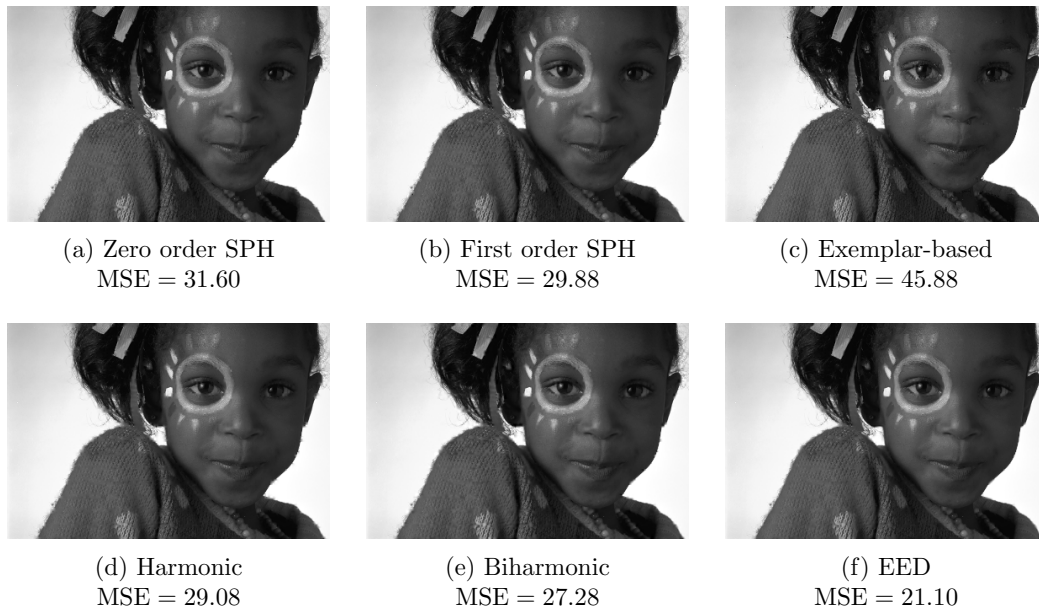 (a) Zero order SPH
MSE = 31.60
(b) First order SPH
MSE = 29.88
(c) Exemplar-based
MSE = 45.88
(d) Harmonic
MSE = 29.08
(e) Biharmonic
MSE = 27.28
(f) EED
MSE = 21.10